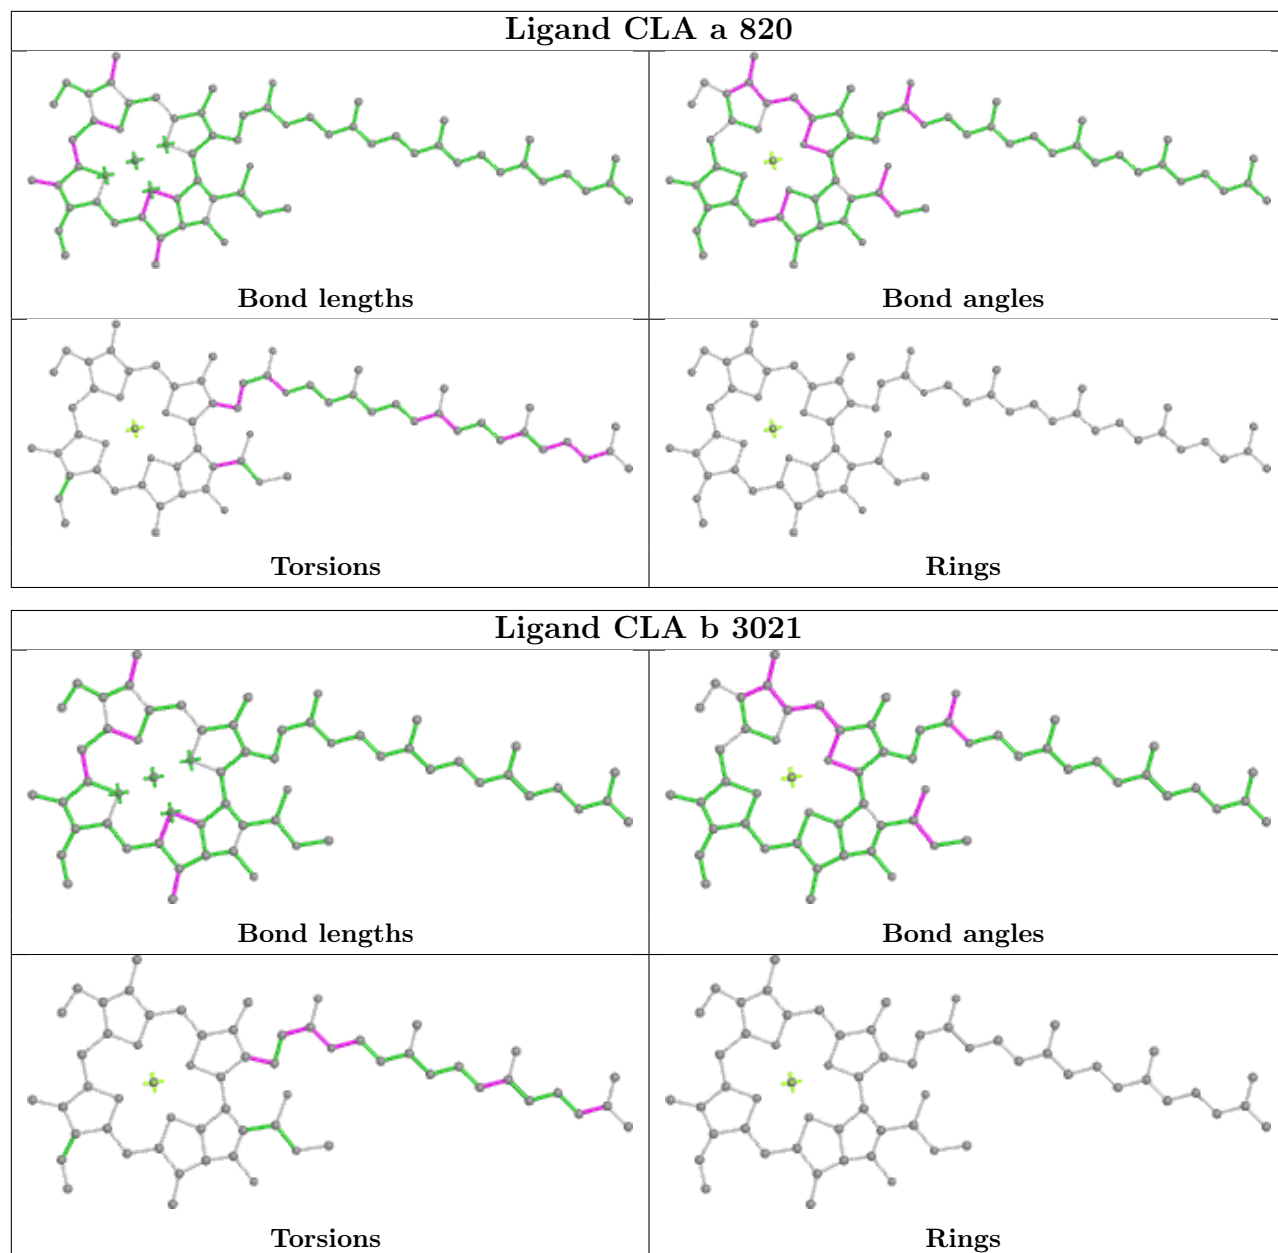 Ligand CLA a 820
Bond lengths
Bond angles
Torsions
Rings
Ligand CLA b 3021
Bond lengths
Bond angles
Torsions
Rings